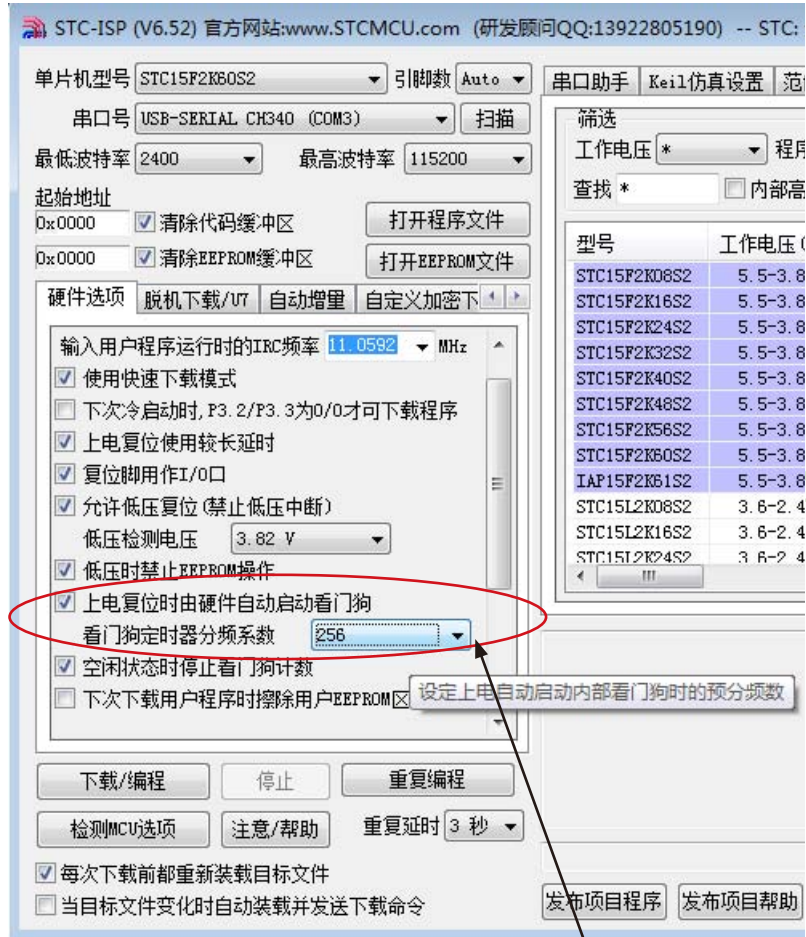 STC-ISP (V6.52) 官方网站:www.STCMCU.com (研发顾问QQ:13922805190) -- STC:
单片机型号 STC15F2K60S2 引脚数 Auto
串口号 USB-SERIAL CH340 (COM3) 扫描
最低波特率 2400 最高波特率 115200
起始地址
0x0000 清除代码缓冲区 打开程序文件
0x0000 清除EEPROM缓冲区 打开EEPROM文件
硬件选项 脱机下载/U7 自动增量 自定义加密下
输入用户程序运行时的IRC频率 11.0592 MHz
使用快速下载模式
下次冷启动时,P3.2/P3.3为0/0才可下载程序
上电复位使用较长延时
复位脚用作I/O口
允许低压复位(禁止低压中断)
低压检测电压 3.82 V
低压时禁止EEPROM操作
上电复位时由硬件自动启动看门狗
看门狗定时器分频系数 256
空闲状态时停止看门狗计数
下次下载用户程序时擦除用户EEPROM区
设定上电自动启动内部看门狗时的预分频数
下载/编程 停止 重复编程
检测MCU选项 注意/帮助 重复延时 3 秒
每次下载前都重新装载目标文件
当目标文件变化时自动装载并发送下载命令
串口助手 Keil仿真设置
筛选
工作电压 * 程序
查找 * 内部高
型号 工作电压(
STC15F2K08S2 5.5-3.8
STC15F2K16S2 5.5-3.8
STC15F2K24S2 5.5-3.8
STC15F2K32S2 5.5-3.8
STC15F2K40S2 5.5-3.8
STC15F2K48S2 5.5-3.8
STC15F2K56S2 5.5-3.8
STC15F2K60S2 5.5-3.8
IAP15F2K61S2 5.5-3.8
STC15L2K08S2 3.6-2.4
STC15L2K16S2 3.6-2.4
STC15L2K24S2 3.6-2.4
发布项目程序 发布项目帮助